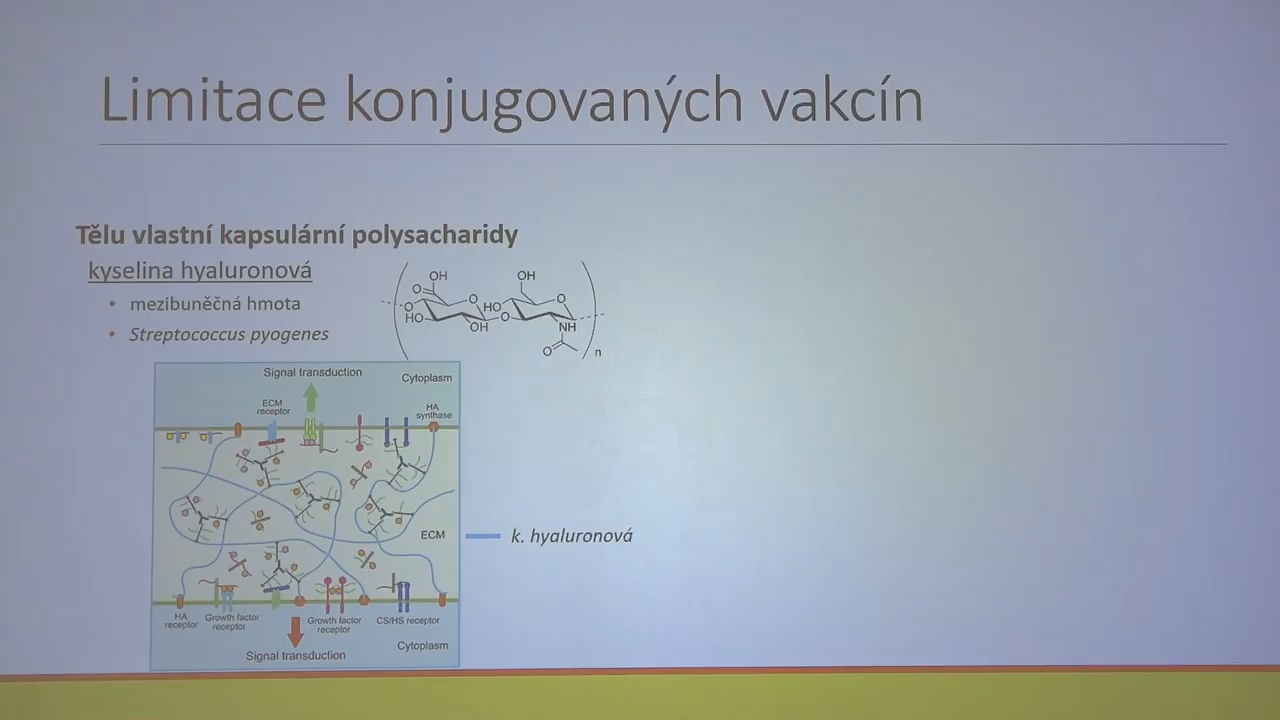 Limitace konjugovaných vakcín
Tělu vlastní kapsulární polysacharidy
kyselina hyaluronová
• mezibuněčná hmota
• Streptococcus pyogenes
OH
O
O
HO
O
OH
O
HO
OH
O
NH
O
n
Signal transduction
Cytoplasm
ECM
receptor
HA
synthase
ECM
k. hyaluronová
HA
receptor
Growth factor
receptor
Growth factor
receptor
CS/HS receptor
Cytoplasm
Signal transduction